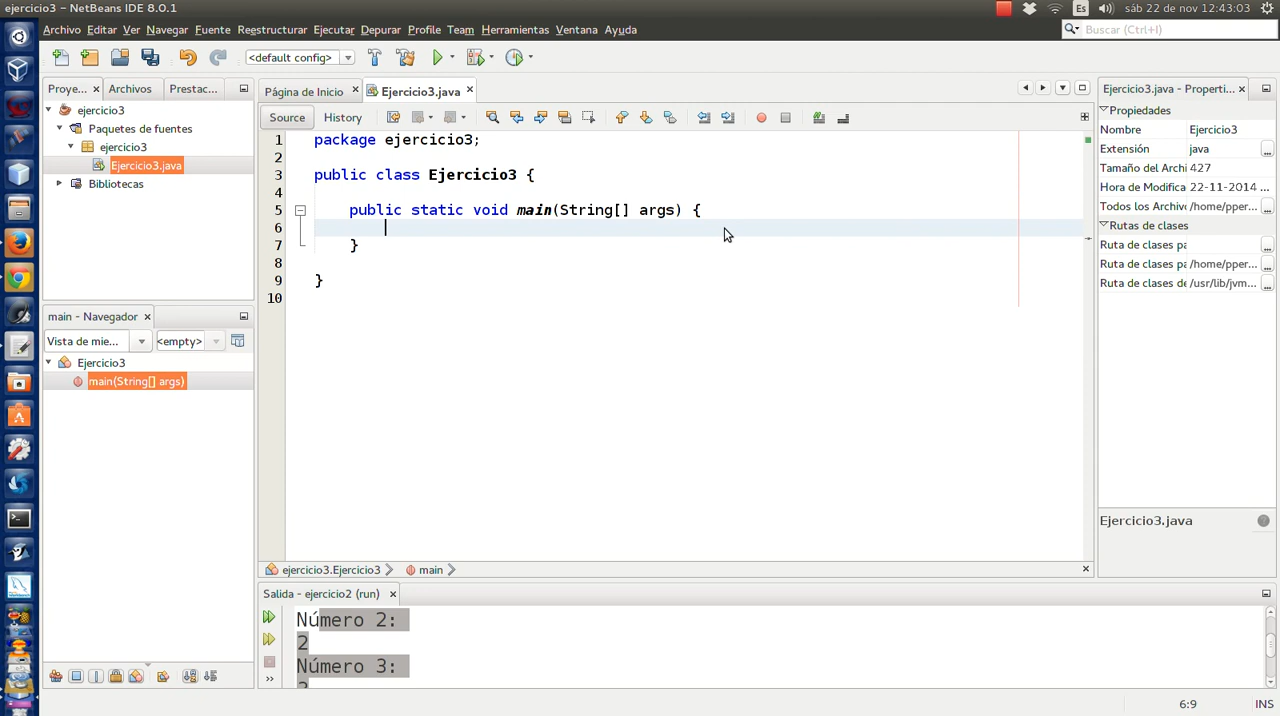 ejercicio3 – NetBeans IDE 8.0.1
Es
sáb 22 de nov 12:43:03
Archivo Editar Ver Navegar Fuente Reestructurar Ejecutar Depurar Profile Team Herramientas Ventana Ayuda
Buscar (Ctrl+I)
<default config>
Proye...
Archivos
Prestac...
ejercicio3
Paquetes de fuentes
ejercicio3
Ejercicio3.java
Bibliotecas
main - Navegador
Vista de mie...
<empty>
Ejercicio3
main(String[] args)
Página de Inicio
Ejercicio3.java
Source
History
1 package ejercicio3;
2
3 public class Ejercicio3 {
4
5 public static void main(String[] args) {
6
7 }
8
9 }
10
ejercicio3.Ejercicio3
main
Salida - ejercicio2 (run)
Número 2:
2
Número 3:
Ejercicio3.java - Properti...
Propiedades
Nombre Ejercicio3
Extensión java
Tamaño del Archi 427
Hora de Modifica 22-11-2014 ...
Todos los Archivo /home/pper...
Rutas de clases
Ruta de clases pa /home/pper...
Ruta de clases pa /home/pper...
Ruta de clases de /usr/lib/jvm...
Ejercicio3.java
6:9
INS